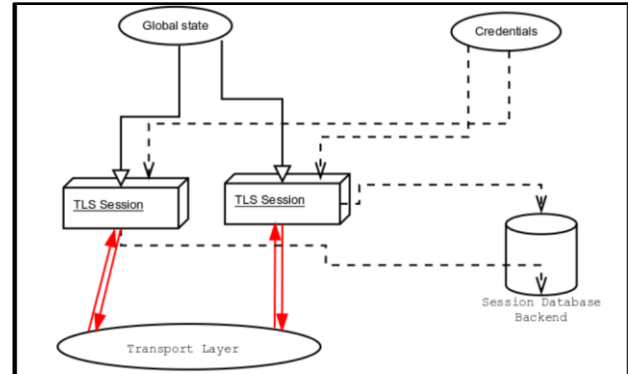 Global state
Credentials
TLS Session
TLS Session
Session Database
Backend
Transport Layer